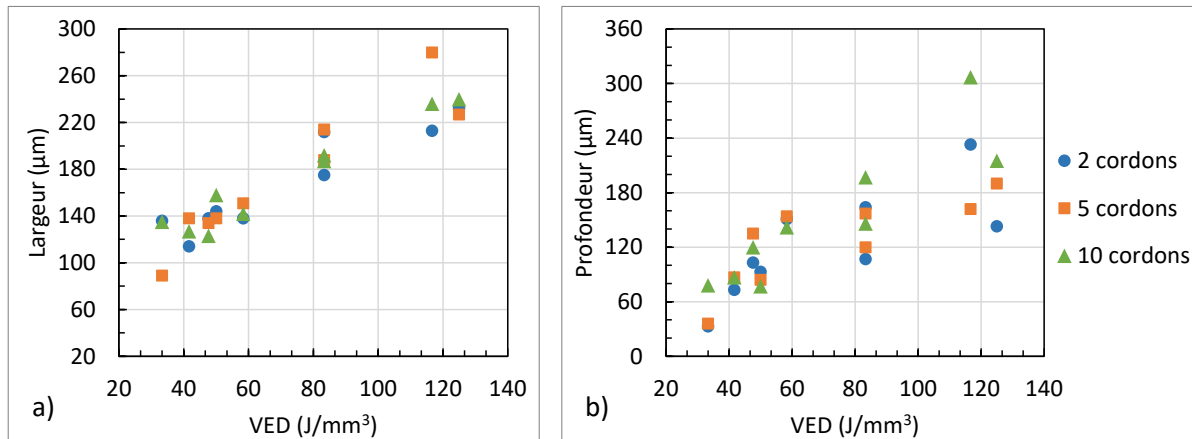 300
260
220
180
140
100
60
20
Largeur (µm)
20 40 60 80 100 120 140
VED (J/mm³)
a)
360
300
240
180
120
60
0
Profondeur (µm)
20 40 60 80 100 120 140
VED (J/mm³)
b)
2 cordons
5 cordons
10 cordons